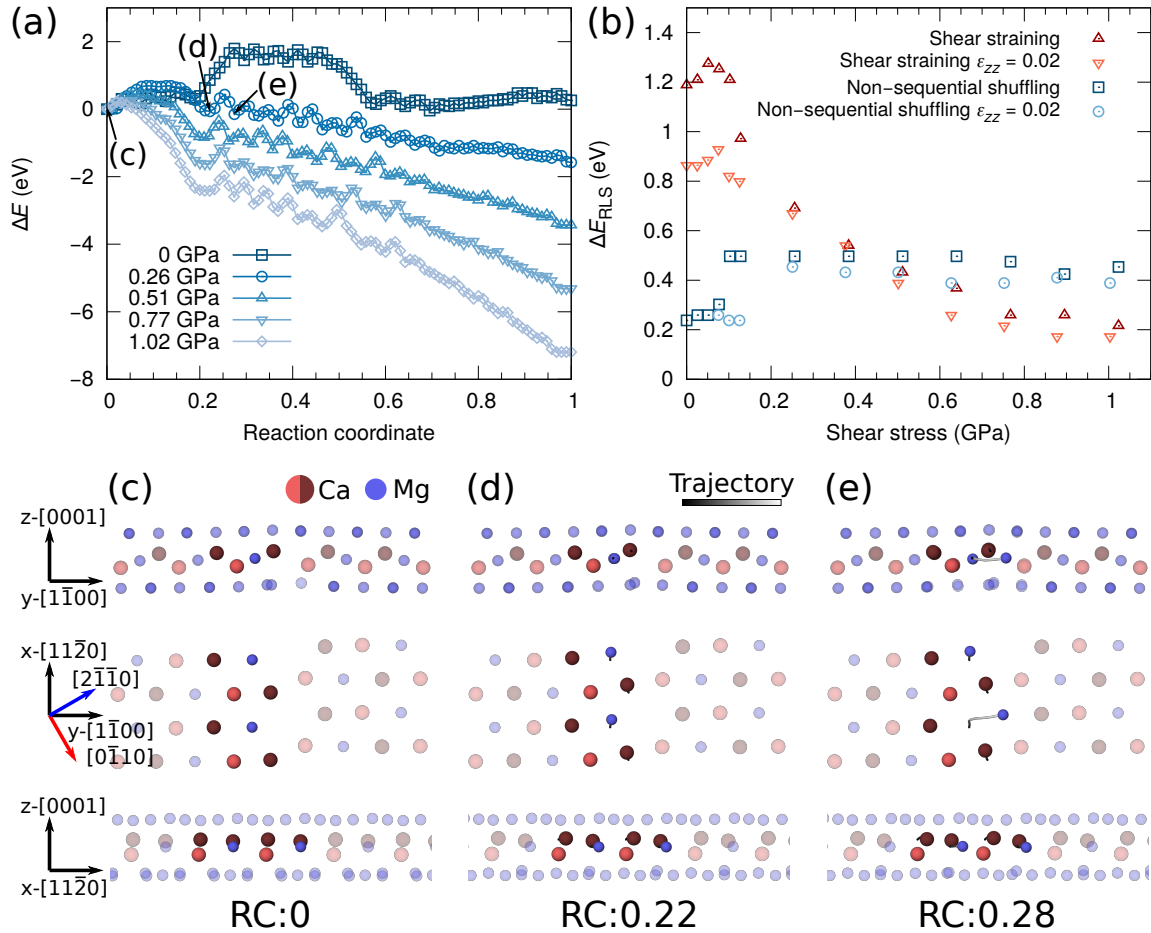 (a)
ΔE (eV)
2
0
−2
−4
−6
−8
(d)
(e)
(c)
0 GPa
0.26 GPa
0.51 GPa
0.77 GPa
1.02 GPa
0 0.2 0.4 0.6 0.8 1
Reaction coordinate
(b)
ΔE_RLS (eV)
1.4
1.2
1
0.8
0.6
0.4
0.2
0
Shear straining
Shear straining ε_zz = 0.02
Non−sequential shuffling
Non−sequential shuffling ε_zz = 0.02
0 0.2 0.4 0.6 0.8 1
Shear stress (GPa)
(c)
Ca
Mg
(d)
Trajectory
(e)
z-[0001]
y-[11̄00]
x-[112̄0]
[21̄1̄0]
y-[11̄00]
[01̄10]
z-[0001]
x-[112̄0]
RC:0
RC:0.22
RC:0.28